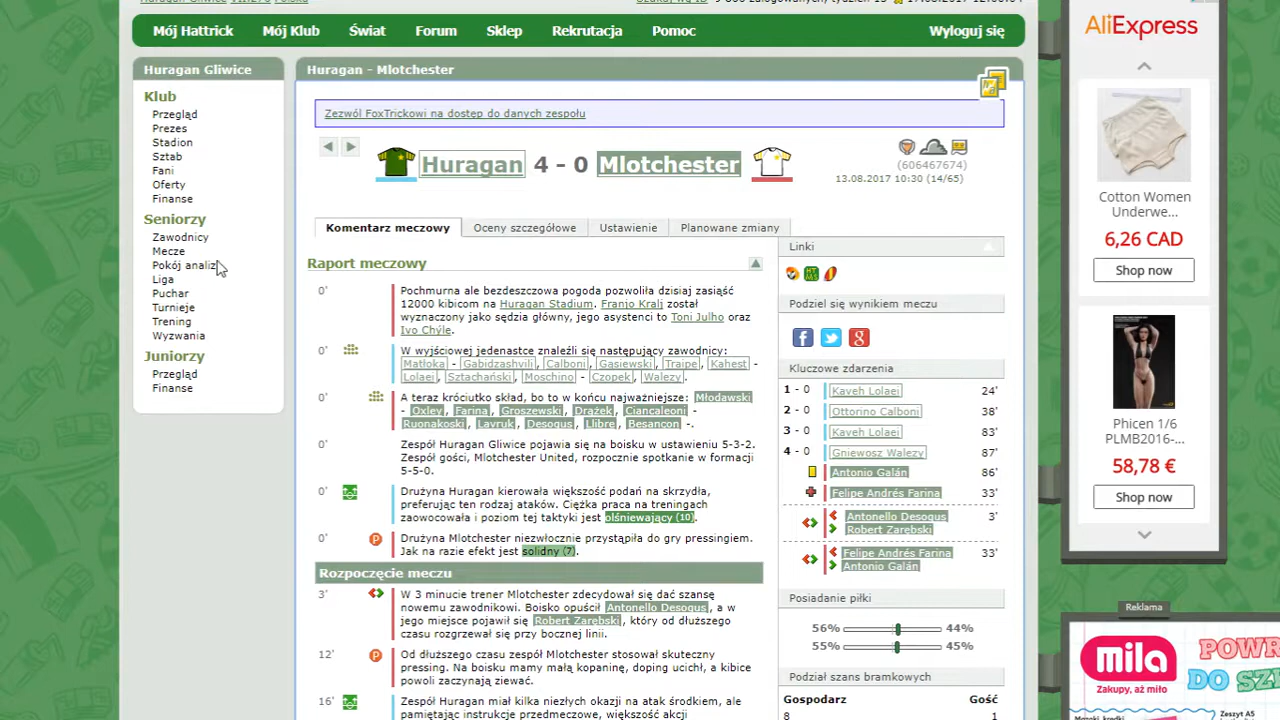 Mój Hattrick Mój Klub Świat Forum Sklep Rekrutacja Pomoc Wyloguj się
Huragan Gliwice
Klub
Przegląd
Prezes
Stadion
Sztab
Fani
Oferty
Finanse
Seniorzy
Zawodnicy
Mecze
Pokój analiz
Liga
Puchar
Turnieje
Trening
Wyzwania
Juniorzy
Przegląd
Finanse
Huragan - Mlotchester
Zezwól FoxTrickowi na dostęp do danych zespołu
Huragan 4 - 0 Mlotchester
(606467674)
13.08.2017 10:30 (14/65)
Komentarz meczowy Oceny szczegółowe Ustawienie Planowane zmiany
Raport meczowy
0' Pochmurna ale bezdeszczowa pogoda pozwoliła dzisiaj zasiąść
12000 kibicom na Huragan Stadium. Franjo Kralj został
wyznaczony jako sędzia główny, jego asystenci to Toni Julho oraz
Ivo Chýle.
0' W wyjściowej jedenastce znaleźli się następujący zawodnicy:
Matłoka - Gabidzashvili, Calboni, Gąsiewski, Traipe, Kahest -
Lolaei, Sztachański, Moschino - Czopek, Walezy.
0' A teraz króciutko skład, bo to w końcu najważniejsze: Młodawski
- Oxley, Farina, Groszewski, Drążek, Ciancaleoni -
Ruonakoski, Lavruk, Desogus, Llibre, Besancon -.
0' Zespół Huragan Gliwice pojawia się na boisku w ustawieniu 5-3-2.
Zespół gości, Mlotchester United, rozpocznie spotkanie w formacji
5-5-0.
0' Drużyna Huragan kierowała większość podań na skrzydła,
preferując ten rodzaj ataków. Ciężka praca na treningach
zaowocowała i poziom tej taktyki jest olśniewający (10).
0' P Drużyna Mlotchester niezwłocznie przystąpiła do gry pressingiem.
Jak na razie efekt jest solidny (7).
Rozpoczęcie meczu
3' W 3 minucie trener Mlotchester zdecydował się dać szansę
nowemu zawodnikowi. Boisko opuścił Antonello Desogus, a w
jego miejsce pojawił się Robert Zarębski, który od dłuższego
czasu rozgrzewał się przy bocznej linii.
12' P Od dłuższego czasu zespół Mlotchester stosował skuteczny
pressing. Na boisku mamy małą kopaninę, doping ucichł, a kibice
powoli zaczynają ziewać.
16' Zespół Huragan miał kilka niezłych okazji na atak skrzydłem, ale
pamiętając instrukcje przedmeczowe, większość akcji
Linki
Podziel się wynikiem meczu
Kluczowe zdarzenia
1 - 0 Kaveh Lolaei 24'
2 - 0 Ottorino Calboni 38'
3 - 0 Kaveh Lolaei 83'
4 - 0 Gniewosz Walezy 87'
Antonio Galán 86'
Felipe Andrés Farina 33'
Antonello Desogus 3'
Robert Zarębski
Felipe Andrés Farina 33'
Antonio Galán
Posiadanie piłki
56% 44%
55% 45%
Podział szans bramkowych
Gospodarz Gość
8 1
AliExpress
Cotton Women
Underwe...
6,26 CAD
Shop now
Phicen 1/6
PLMB2016-...
58,78 €
Shop now
Reklama
mila
Zakupy, aż miło
POWR
DO SZ
Zeszyt A5